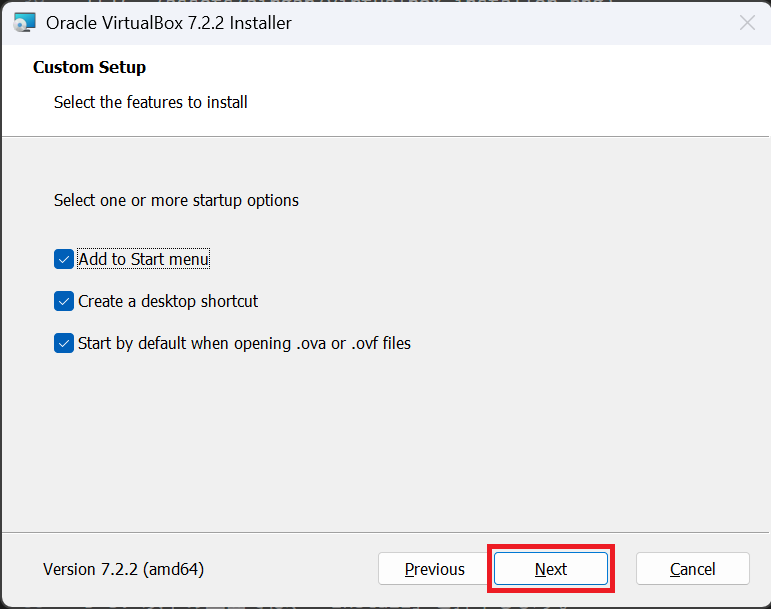 Oracle VirtualBox 7.2.2 Installer
Custom Setup
Select the features to install
Select one or more startup options
Add to Start menu
Create a desktop shortcut
Start by default when opening .ova or .ovf files
Version 7.2.2 (amd64)
Previous
Next
Cancel